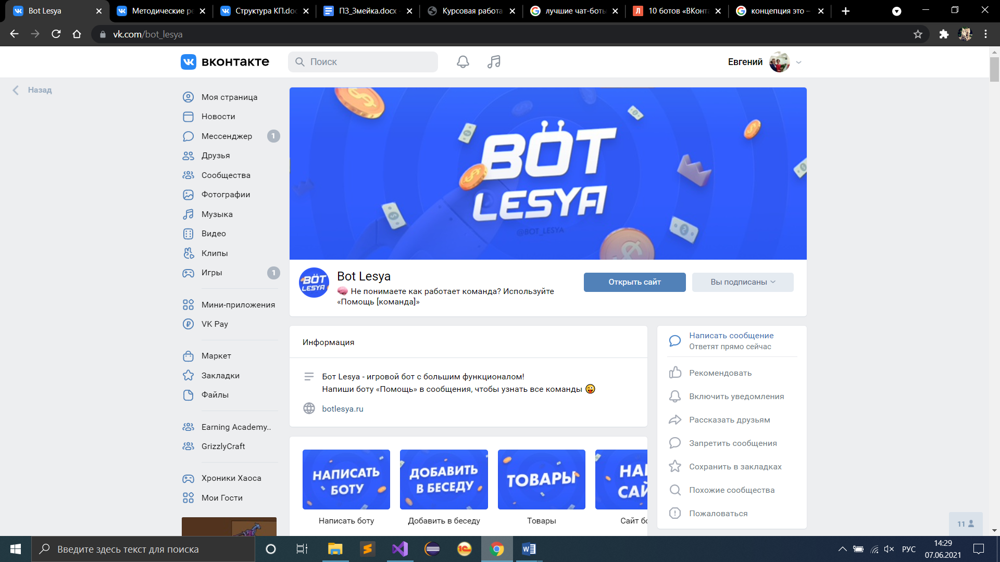 Bot Lesya
Методические ре
Структура КП.doc
ПЗ_Змейка.docx -
Курсовая работа
лучшие чат-боты
10 ботов «ВКонта
концепция это –
vk.com/bot_lesya
вконтакте
Поиск
Евгений
Назад
Моя страница
Новости
Мессенджер 1
Друзья
Сообщества
Фотографии
Музыка
Видео
Клипы
Игры 1
Мини-приложения
VK Pay
Маркет
Закладки
Файлы
Earning Academy..
GrizzlyCraft
Хроники Хаоса
Мои Гости
BOT
LESYA
@BOT_LESYA
BOT
LESYA
Bot Lesya
Не понимаете как работает команда? Используйте
«Помощь [команда]»
Открыть сайт
Вы подписаны
Информация
Бот Lesya - игровой бот с большим функционалом!
Напиши боту «Помощь» в сообщения, чтобы узнать все команды
botlesya.ru
НАПИСАТЬ
БОТУ
ДОБАВИТЬ
В БЕСЕДУ
ТОВАРЫ
НАШ
САЙ
Написать боту
Добавить в беседу
Товары
Сайт бо
Написать сообщение
Ответят прямо сейчас
Рекомендовать
Включить уведомления
Рассказать друзьям
Запретить сообщения
Сохранить в закладках
Похожие сообщества
Пожаловаться
11
Введите здесь текст для поиска
РУС
14:29
07.06.2021